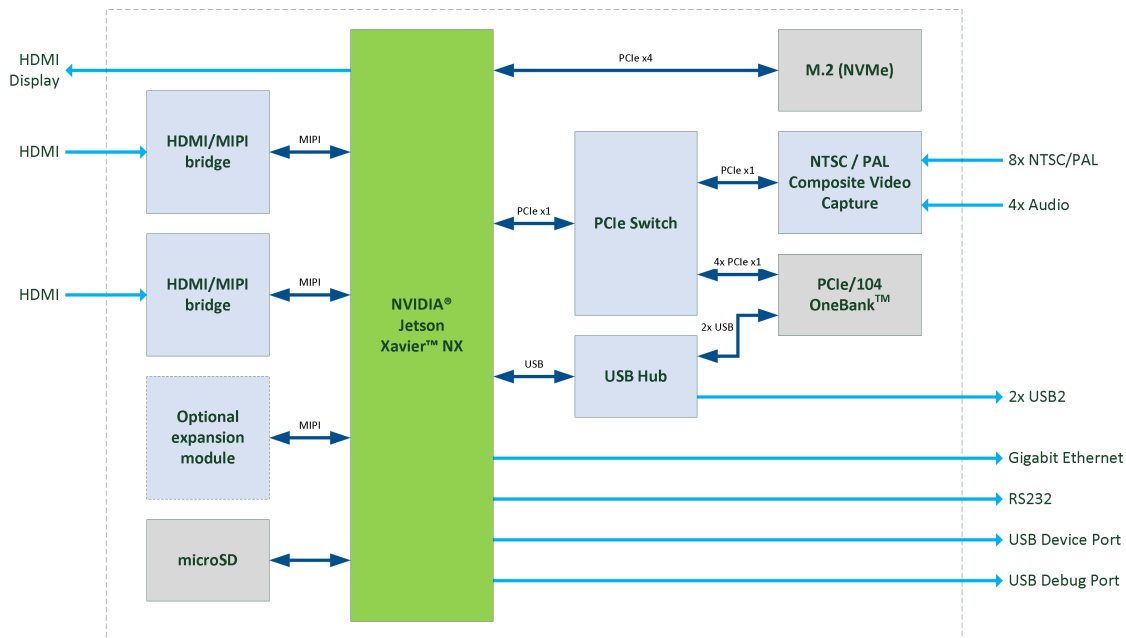 HDMI
Display
PCIe x4
M.2 (NVMe)
HDMI/MIPI
bridge
MIPI
HDMI
NTSC / PAL
Composite Video
Capture
PCIe x1
8x NTSC/PAL
4x Audio
PCIe x1
PCIe Switch
HDMI/MIPI
bridge
MIPI
HDMI
4x PCIe x1
PCIe/104
OneBank™
NVIDIA®
Jetson
Xavier™ NX
2x USB
USB
USB Hub
2x USB2
Optional
expansion
module
MIPI
Gigabit Ethernet
RS232
USB Device Port
microSD
USB Debug Port